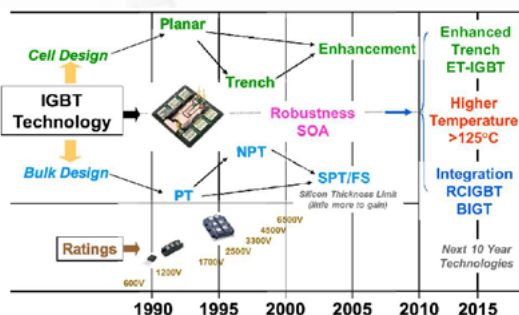 Planar
Cell Design
Enhancement
Trench
IGBT
Technology
Robustness
SOA
Bulk Design
NPT
PT
SPT/FS
Silicon Thickness Limit
(little more to gain)
Ratings
600V
1200V
1700V
2500V
3300V
4500V
6500V
Enhanced
Trench
ET-IGBT
Higher
Temperature
>125°C
Integration
RCIGBT
BIGT
Next 10 Year
Technologies
1990 1995 2000 2005 2010 2015